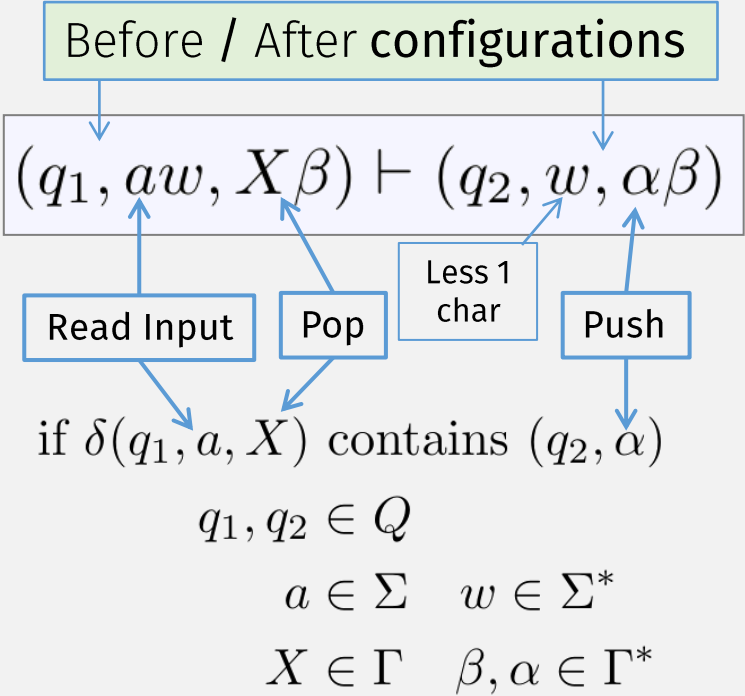 Before / After configurations
(q₁, aw, Xβ) ⊢ (q₂, w, αβ)
Less 1
char
Read Input
Pop
Push
if δ(q₁, a, X) contains (q₂, α)
q₁, q₂ ∈ Q
a ∈ Σ w ∈ Σ*
X ∈ Γ β, α ∈ Γ*